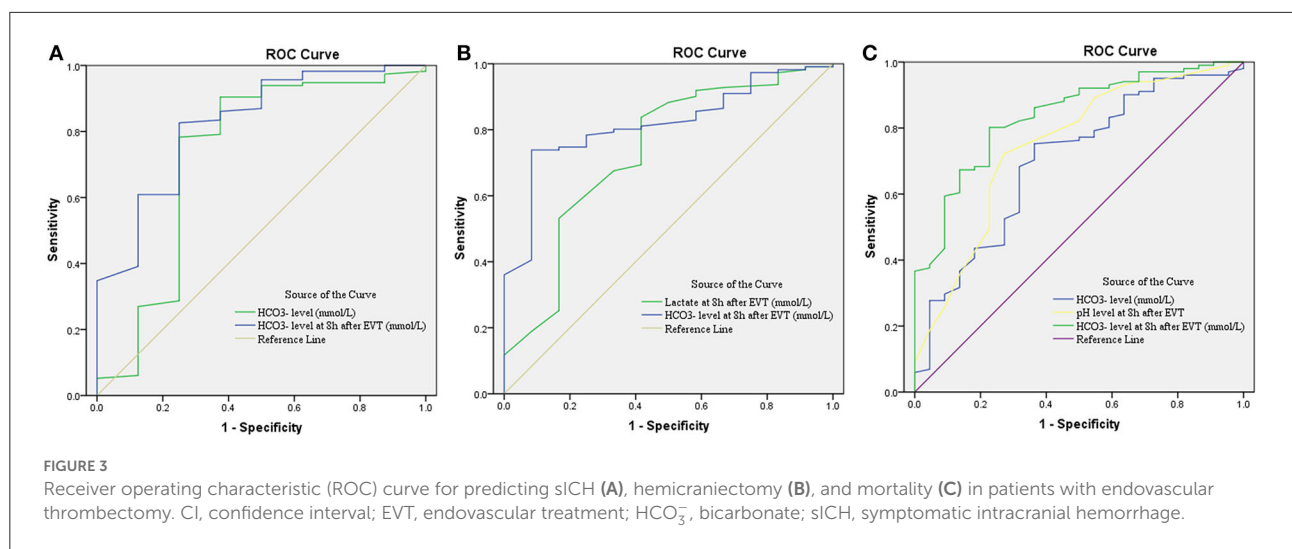 A
ROC Curve
1.0
0.8
0.6
0.4
0.2
0.0
Sensitivity
0.0 0.2 0.4 0.6 0.8 1.0
1 - Specificity
Source of the Curve
HCO3- level (mmol/L)
HCO3- level at 8h after EVT (mmol/L)
Reference Line
B
ROC Curve
1.0
0.8
0.6
0.4
0.2
0.0
Sensitivity
0.0 0.2 0.4 0.6 0.8 1.0
1 - Specificity
Source of the Curve
Lactate at 8h after EVT (mmol/L)
HCO3- level at 8h after EVT (mmol/L)
Reference Line
C
ROC Curve
1.0
0.8
0.6
0.4
0.2
0.0
Sensitivity
0.0 0.2 0.4 0.6 0.8 1.0
1 - Specificity
Source of the Curve
HCO3- level (mmol/L)
pH level at 8h after EVT
HCO3- level at 8h after EVT (mmol/L)
Reference Line
FIGURE 3
Receiver operating characteristic (ROC) curve for predicting sICH (A), hemicraniectomy (B), and mortality (C) in patients with endovascular
thrombectomy. CI, confidence interval; EVT, endovascular treatment; HCO₃⁻, bicarbonate; sICH, symptomatic intracranial hemorrhage.